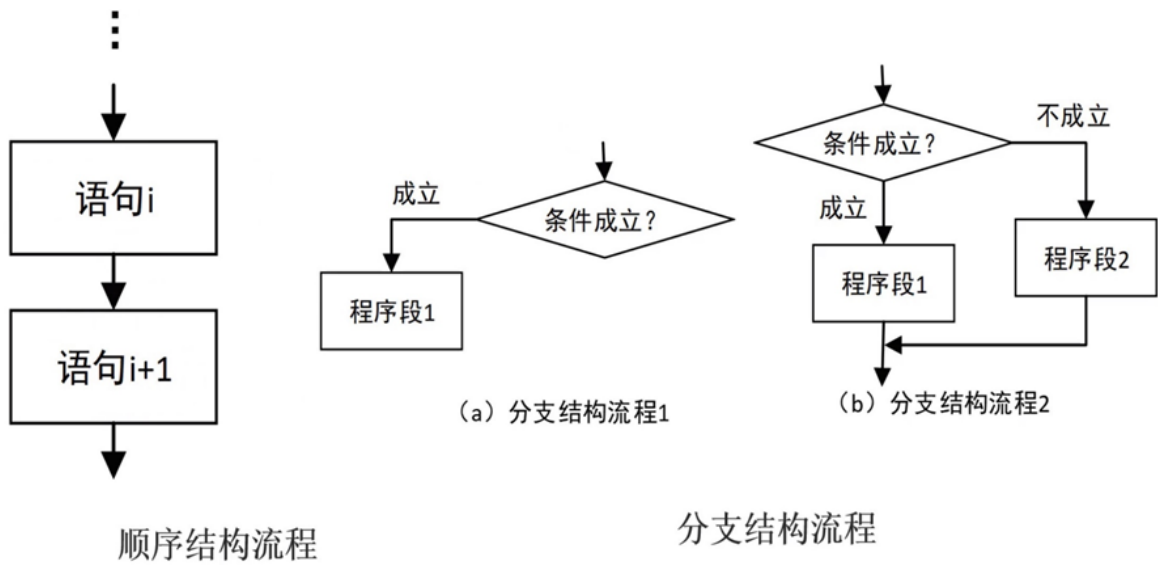 语句i
语句i+1
顺序结构流程
成立
条件成立?
程序段1
(a)分支结构流程1
条件成立?
不成立
成立
程序段1
程序段2
(b)分支结构流程2
分支结构流程